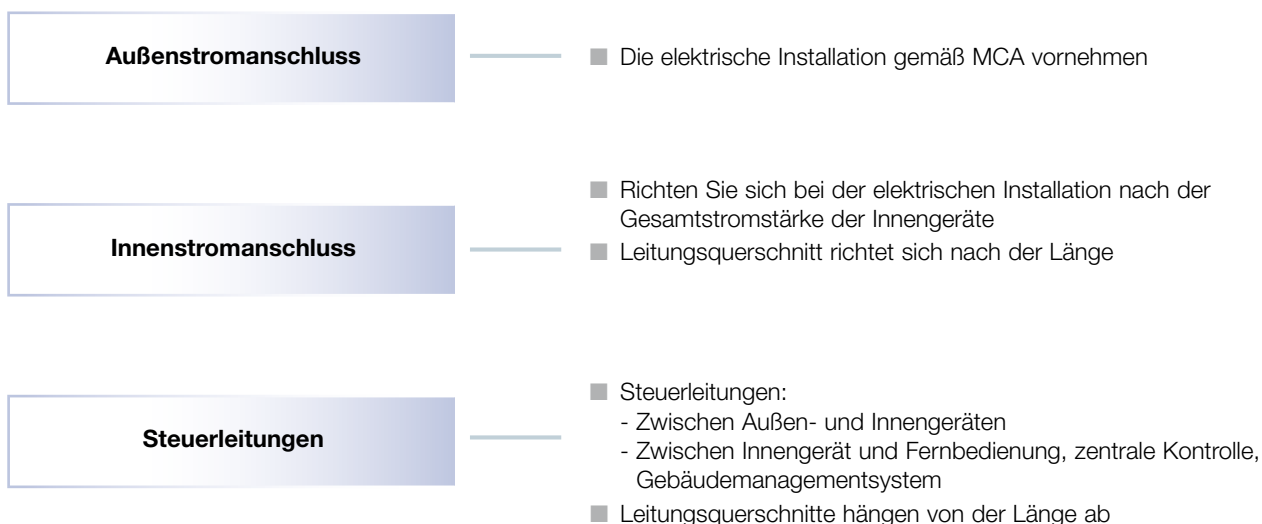 Außenstromanschluss
■ Die elektrische Installation gemäß MCA vornehmen
Innenstromanschluss
■ Richten Sie sich bei der elektrischen Installation nach der
Gesamtstromstärke der Innengeräte
■ Leitungsquerschnitt richtet sich nach der Länge
Steuerleitungen
■ Steuerleitungen:
- Zwischen Außen- und Innengeräten
- Zwischen Innengerät und Fernbedienung, zentrale Kontrolle,
Gebäudemanagementsystem
■ Leitungsquerschnitte hängen von der Länge ab